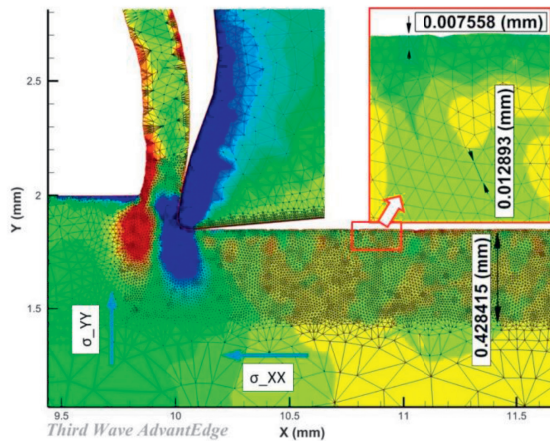 0.007558 (mm)
0.012893 (mm)
2.5
2
1.5
Y (mm)
σ_YY
σ_XX
0.428415 (mm)
9.5
10
10.5
11
11.5
Third Wave AdvantEdge
X (mm)